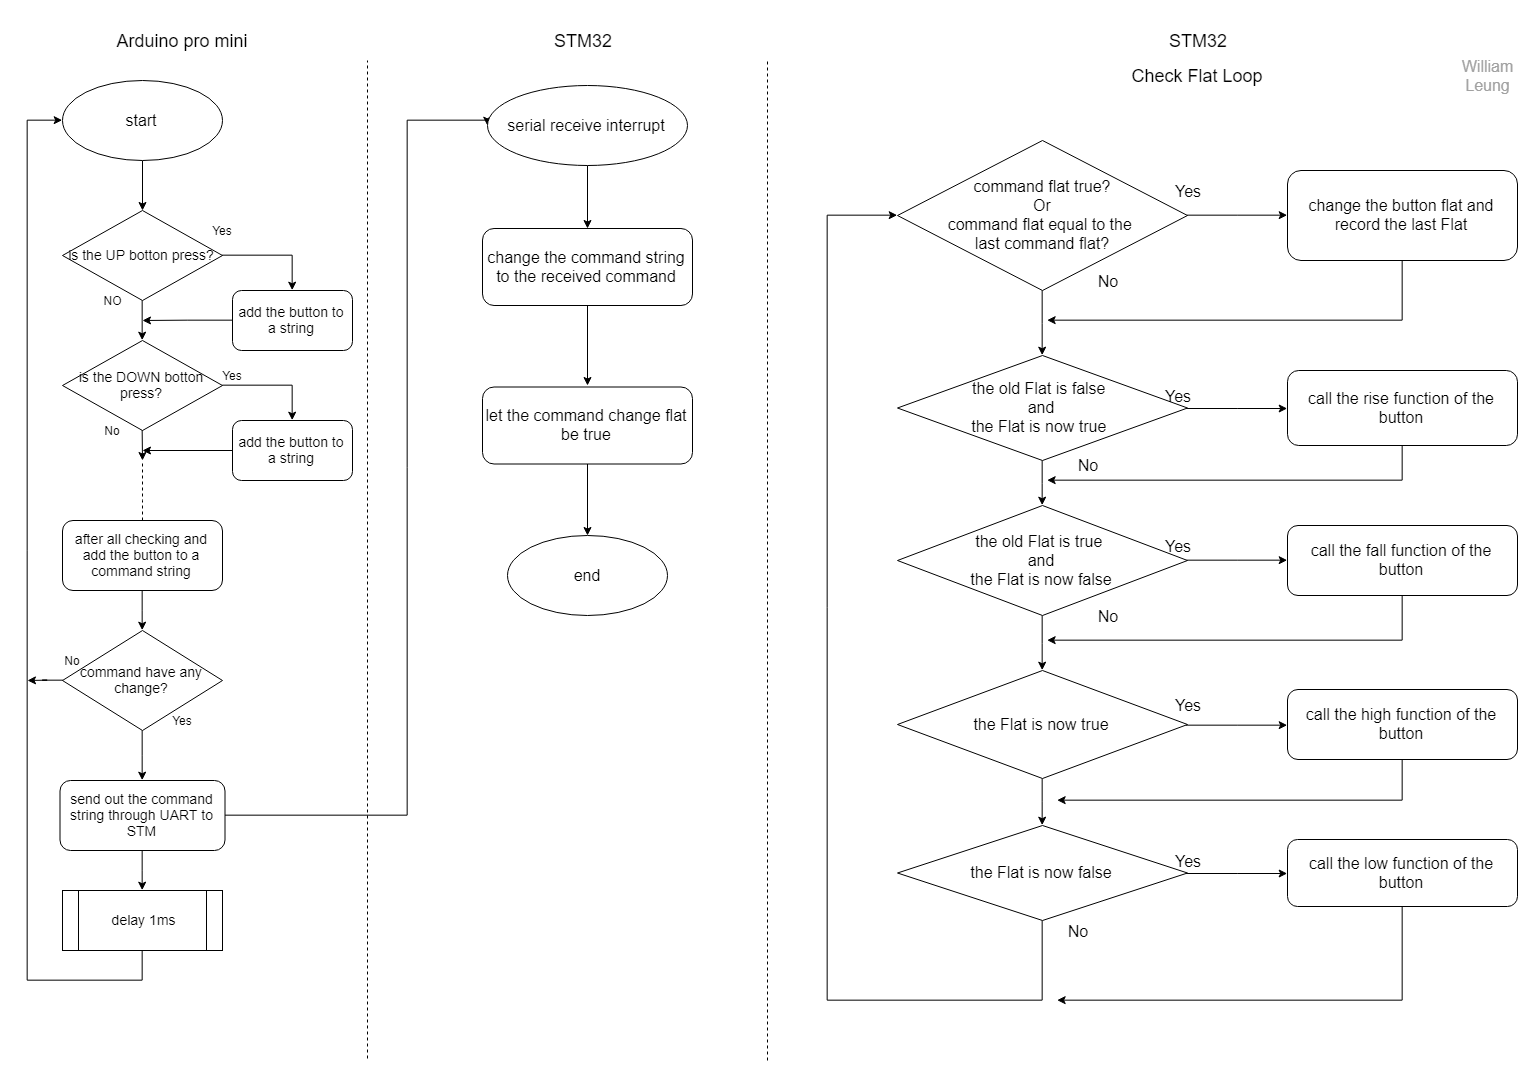 Arduino pro mini
start
is the UP botton press?
Yes
NO
add the button to
a string
is the DOWN botton
press?
Yes
No
add the button to
a string
after all checking and
add the button to a
command string
command have any
change?
No
Yes
send out the command
string through UART to
STM
delay 1ms
STM32
serial receive interrupt
change the command string
to the received command
let the command change flat
be true
end
STM32
Check Flat Loop
William
Leung
command flat true?
Or
command flat equal to the
last command flat?
Yes
No
change the button flat and
record the last Flat
the old Flat is false
and
the Flat is now true
Yes
No
call the rise function of the
button
the old Flat is true
and
the Flat is now false
Yes
No
call the fall function of the
button
the Flat is now true
Yes
call the high function of the
button
the Flat is now false
Yes
No
call the low function of the
button